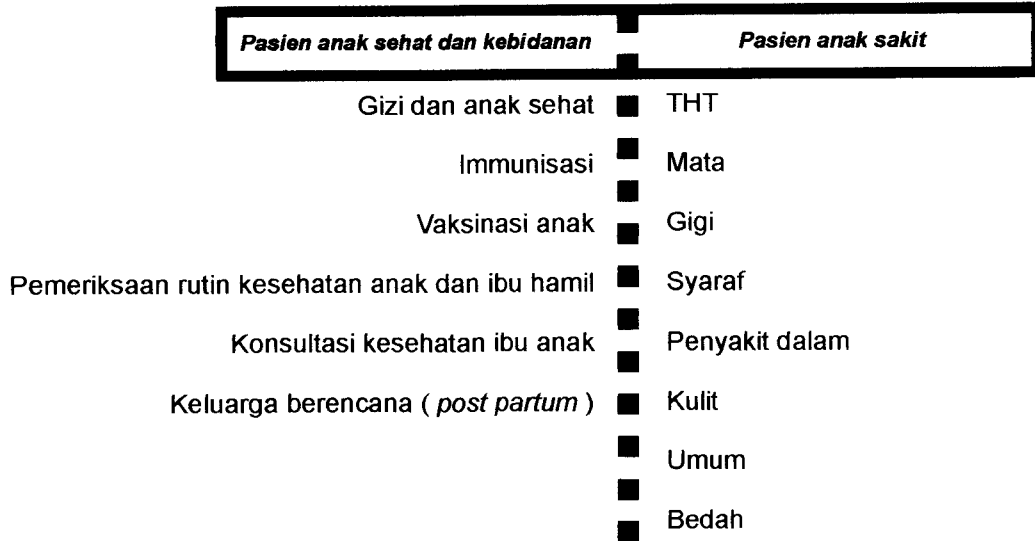 Pasien anak sehat dan kebidanan
Pasien anak sakit
Gizi dan anak sehat
THT
Immunisasi
Mata
Vaksinasi anak
Gigi
Pemeriksaan rutin kesehatan anak dan ibu hamil
Syaraf
Konsultasi kesehatan ibu anak
Penyakit dalam
Keluarga berencana ( post partum )
Kulit
Umum
Bedah